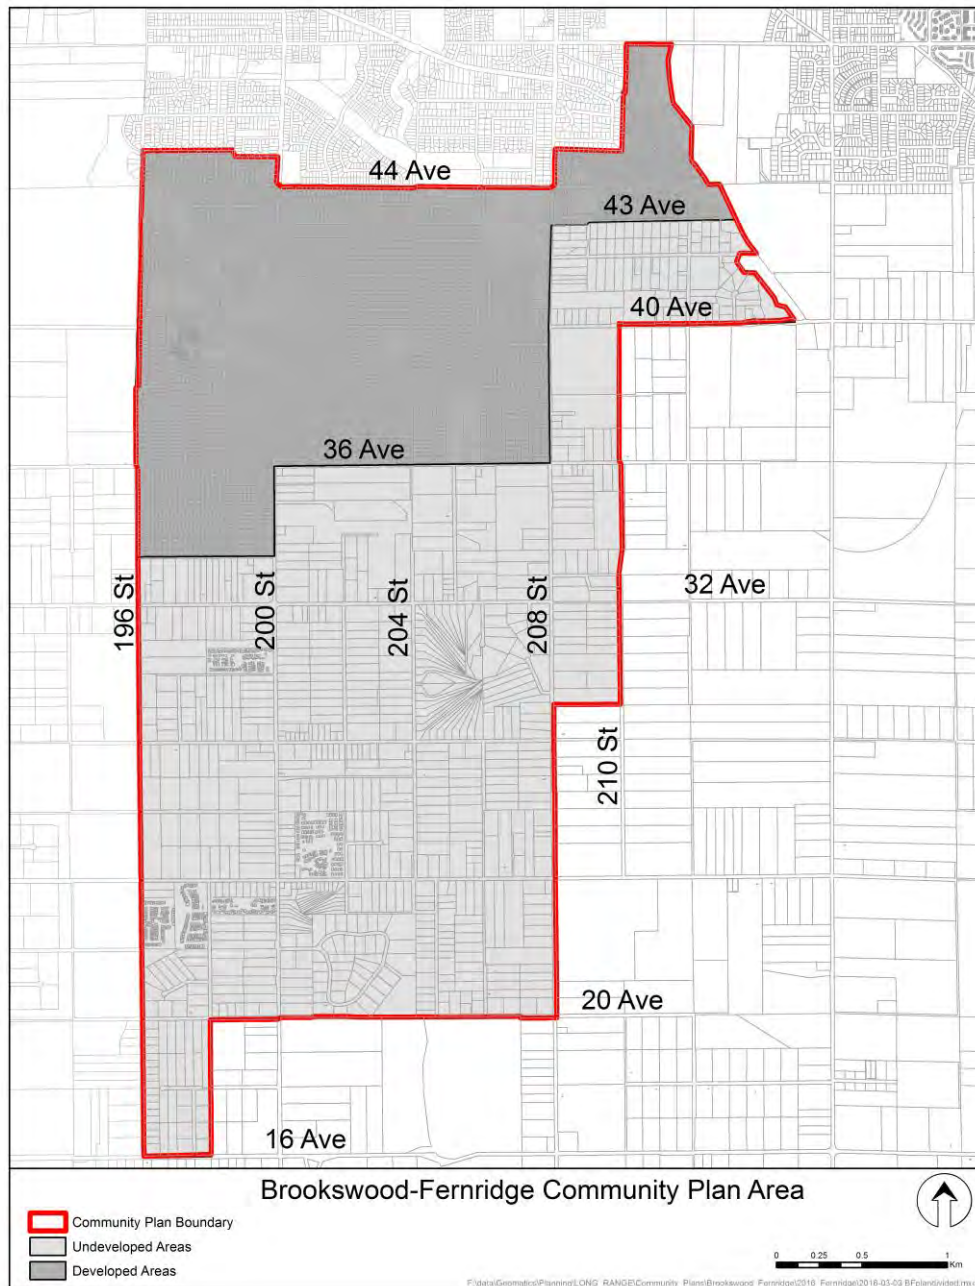 44 Ave
43 Ave
40 Ave
36 Ave
196 St
200 St
204 St
208 St
32 Ave
210 St
20 Ave
16 Ave
Brookswood-Fernridge Community Plan Area
Community Plan Boundary
Undeveloped Areas
Developed Areas
0 0.25 0.5 1
Km